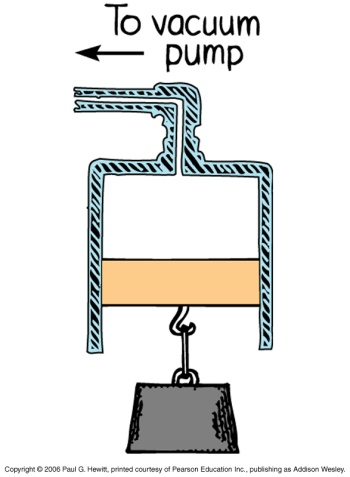 To vacuum
pump
Copyright © 2006 Paul G. Hewitt, printed courtesy of Pearson Education Inc., publishing as Addison Wesley.